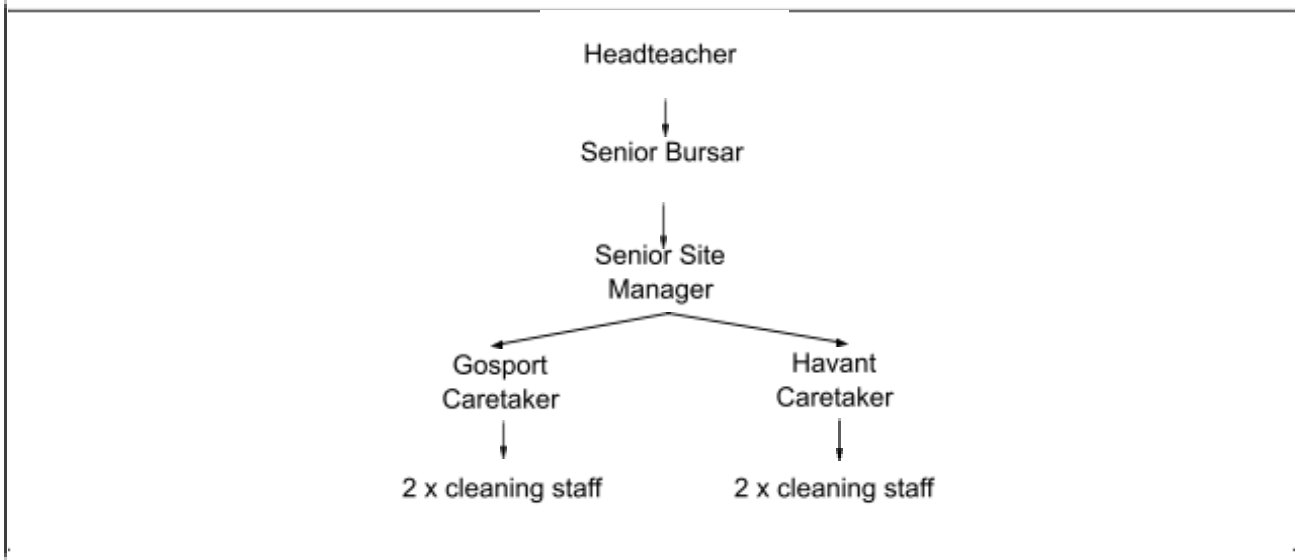 Headteacher
Senior Bursar
Senior Site
Manager
Gosport
Caretaker
Havant
Caretaker
2 x cleaning staff
2 x cleaning staff